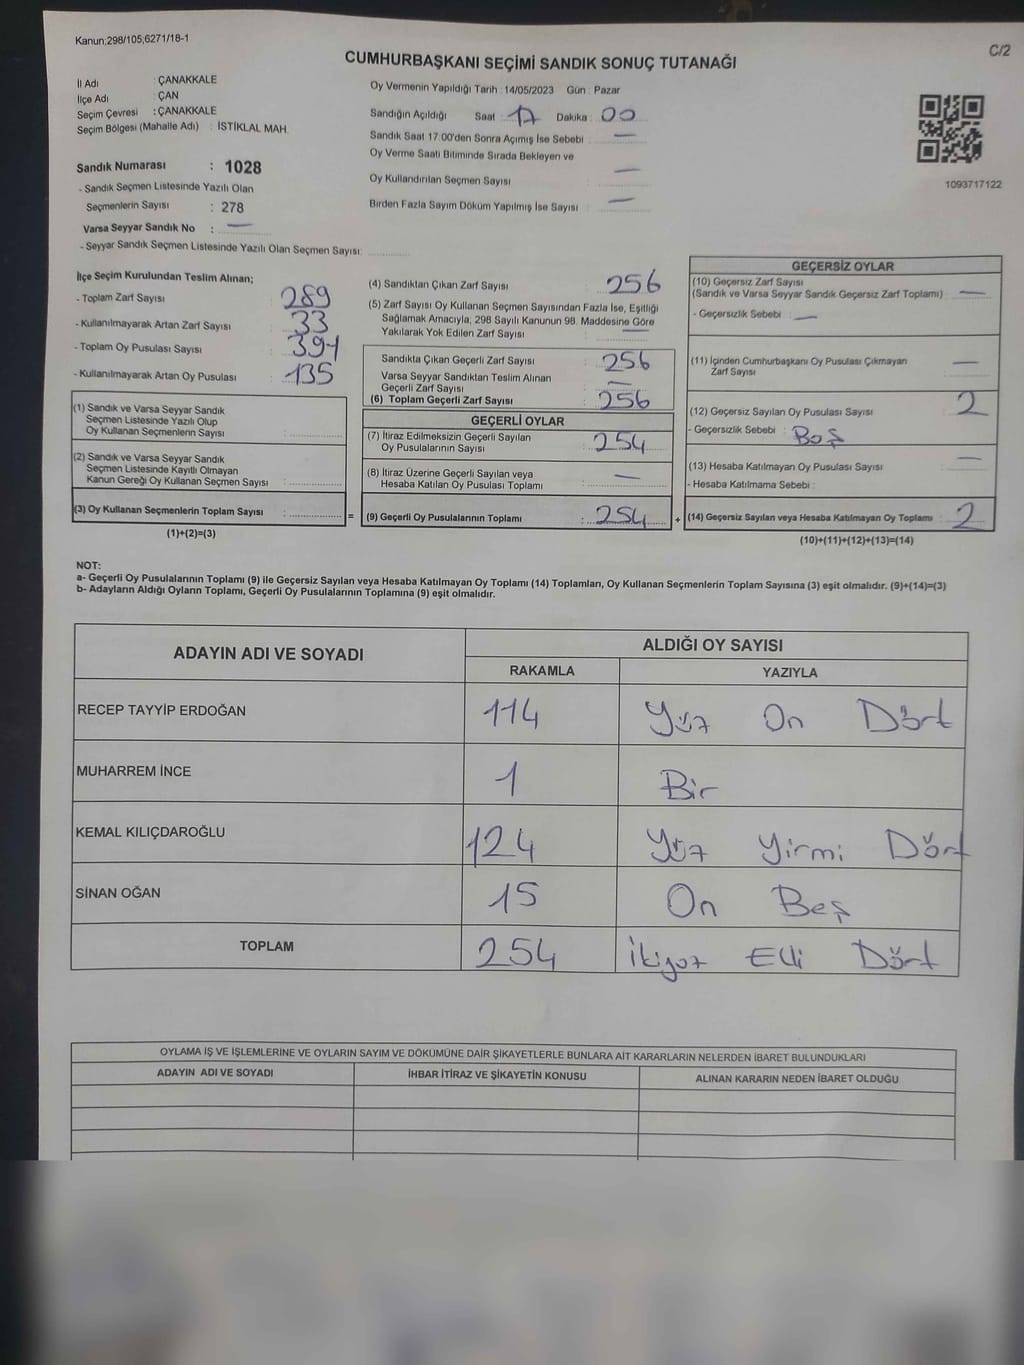 Kanun;298/105,6271/18-1
C/2
CUMHURBAŞKANI SEÇİMİ SANDIK SONUÇ TUTANAĞI
İl Adı : ÇANAKKALE
İlçe Adı : ÇAN
Seçim Çevresi : ÇANAKKALE
Seçim Bölgesi (Mahalle Adı) : İSTİKLAL MAH.
Sandık Numarası : 1028
- Sandık Seçmen Listesinde Yazılı Olan
Seçmenlerin Sayısı : 278
Varsa Seyyar Sandık No : —
- Seyyar Sandık Seçmen Listesinde Yazılı Olan Seçmen Sayısı:
Oy Vermenin Yapıldığı Tarih : 14/05/2023 Gün : Pazar
Sandığın Açıldığı Saat : 17 Dakika : 00
Sandık Saat 17.00'den Sonra Açımış İse Sebebi : —
Oy Verme Saati Bitiminde Sırada Bekleyen ve
Oy Kullandırılan Seçmen Sayısı : —
Birden Fazla Sayım Döküm Yapılmış İse Sayısı : —
1093717122
İlçe Seçim Kurulundan Teslim Alınan;
- Toplam Zarf Sayısı : 289
- Kullanılmayarak Artan Zarf Sayısı : 33
- Toplam Oy Pusulası Sayısı : 391
- Kullanılmayarak Artan Oy Pusulası : 135
(1) Sandık ve Varsa Seyyar Sandık
Seçmen Listesinde Yazılı Olup
Oy Kullanan Seçmenlerin Sayısı :
(2) Sandık ve Varsa Seyyar Sandık
Seçmen Listesinde Kayıtlı Olmayan
Kanun Gereği Oy Kullanan Seçmen Sayısı :
(3) Oy Kullanan Seçmenlerin Toplam Sayısı : =
(1)+(2)=(3)
(4) Sandıktan Çıkan Zarf Sayısı : 256
(5) Zarf Sayısı Oy Kullanan Seçmen Sayısından Fazla İse, Eşitliği
Sağlamak Amacıyla; 298 Sayılı Kanunun 98. Maddesine Göre
Yakılarak Yok Edilen Zarf Sayısı : —
Sandıkta Çıkan Geçerli Zarf Sayısı : 256
Varsa Seyyar Sandıktan Teslim Alınan
Geçerli Zarf Sayısı : —
(6) Toplam Geçerli Zarf Sayısı : 256
GEÇERLİ OYLAR
(7) İtiraz Edilmeksizin Geçerli Sayılan
Oy Pusulalarının Sayısı : 254
(8) İtiraz Üzerine Geçerli Sayılan veya
Hesaba Katılan Oy Pusulası Toplamı : —
(9) Geçerli Oy Pusulalarının Toplamı : 254 +
GEÇERSİZ OYLAR
(10) Geçersiz Zarf Sayısı
(Sandık ve Varsa Seyyar Sandık Geçersiz Zarf Toplamı) : —
- Geçersizlik Sebebi : —
(11) İçinden Cumhurbaşkanı Oy Pusulası Çıkmayan
Zarf Sayısı : —
(12) Geçersiz Sayılan Oy Pusulası Sayısı : 2
- Geçersizlik Sebebi : Boş
(13) Hesaba Katılmayan Oy Pusulası Sayısı : —
- Hesaba Katılmama Sebebi :
(14) Geçersiz Sayılan veya Hesaba Katılmayan Oy Toplamı : 2
(10)+(11)+(12)+(13)=(14)
NOT:
a- Geçerli Oy Pusulalarının Toplamı (9) ile Geçersiz Sayılan veya Hesaba Katılmayan Oy Toplamı (14) Toplamları, Oy Kullanan Seçmenlerin Toplam Sayısına (3) eşit olmalıdır. (9)+(14)=(3)
b- Adayların Aldığı Oyların Toplamı, Geçerli Oy Pusulalarının Toplamına (9) eşit olmalıdır.
ADAYIN ADI VE SOYADI ALDIĞI OY SAYISI
RAKAMLA YAZIYLA
RECEP TAYYİP ERDOĞAN 114 Yüz On Dört
MUHARREM İNCE 1 Bir
KEMAL KILIÇDAROĞLU 124 Yüz Yirmi Dört
SİNAN OĞAN 15 On Beş
TOPLAM 254 İkiyüz Elli Dört
OYLAMA İŞ VE İŞLEMLERİNE VE OYLARIN SAYIM VE DÖKÜMÜNE DAİR ŞİKAYETLERLE BUNLARA AİT KARARLARIN NELERDEN İBARET BULUNDUKLARI
ADAYIN ADI VE SOYADI İHBAR İTİRAZ VE ŞİKAYETİN KONUSU ALINAN KARARIN NEDEN İBARET OLDUĞU